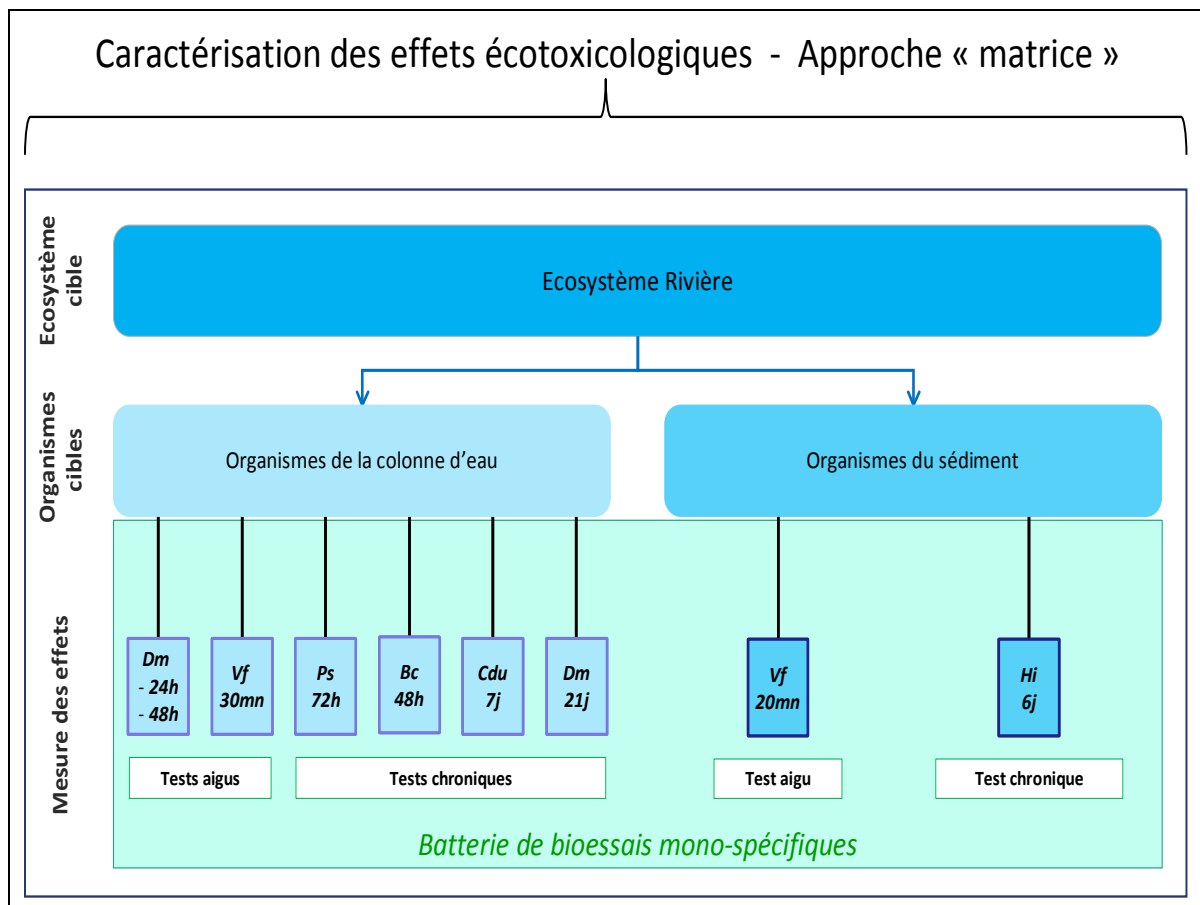 Caractérisation des effets écotoxicologiques - Approche « matrice »
Ecosystème
cible
Ecosystème Rivière
Organismes
cibles
Organismes de la colonne d’eau
Organismes du sédiment
Mesure des effets
Dm
- 24h
- 48h
Vf
30mn
Ps
72h
Bc
48h
Cdu
7j
Dm
21j
Vf
20mn
Hi
6j
Tests aigus
Tests chroniques
Test aigu
Test chronique
Batterie de bioessais mono-spécifiques